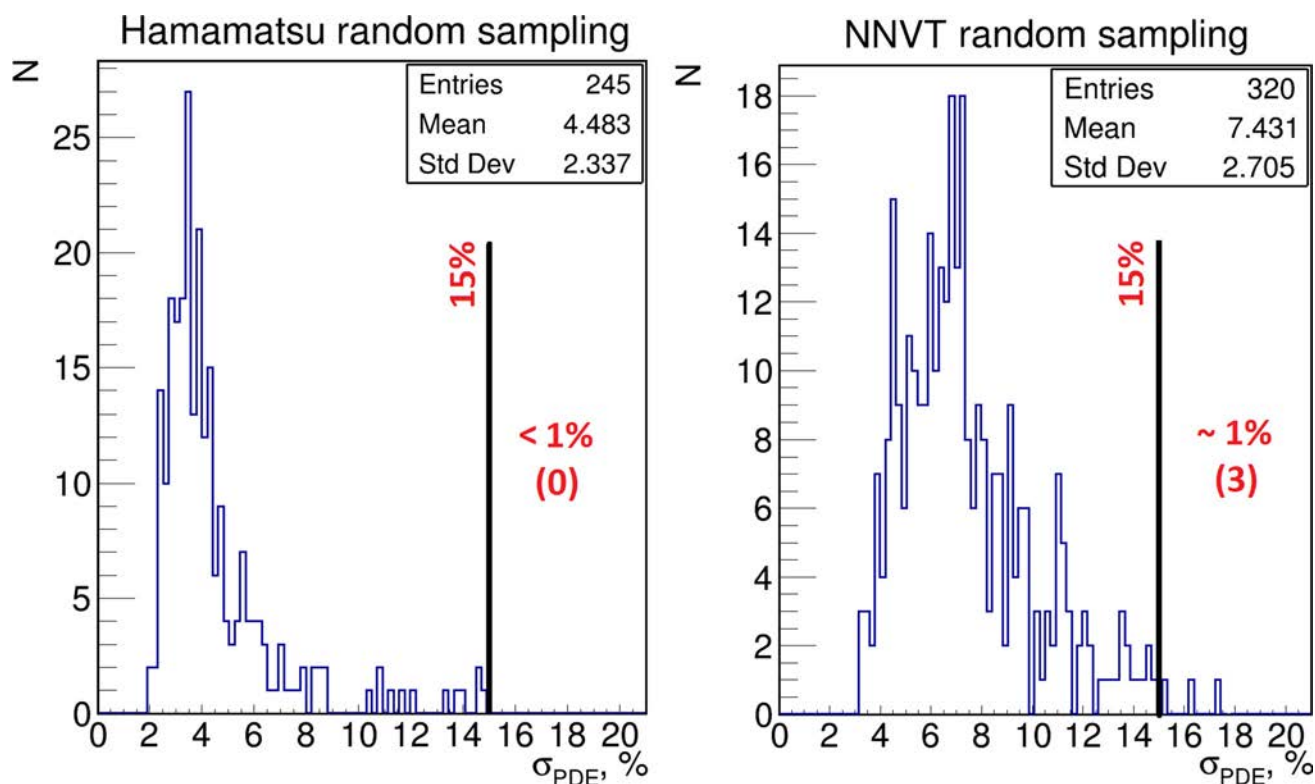 Hamamatsu random sampling
N
Entries 245
Mean 4.483
Std Dev 2.337
25
20
15
10
5
0
15%
< 1%
(0)
0 2 4 6 8 10 12 14 16 18 20
σPDE, %
NNVT random sampling
N
Entries 320
Mean 7.431
Std Dev 2.705
18
16
14
12
10
8
6
4
2
0
15%
~ 1%
(3)
0 2 4 6 8 10 12 14 16 18 20
σPDE, %